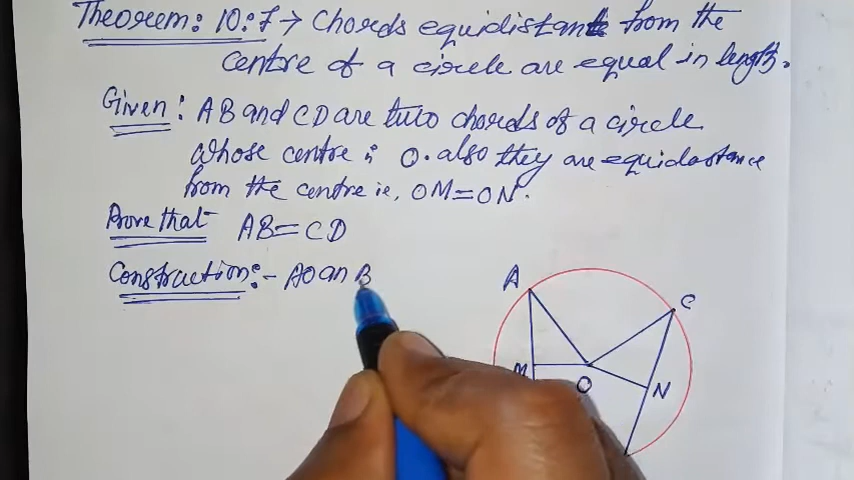 Theorem: 10:7→ Chords equidistant from the
centre of a circle are equal in length.
Given: AB and CD are two chords of a circle
whose centre is O. also they are equidastance
from the centre ie, OM=ON.
Prove that AB=CD
Constraction:- AO an B
A
C
M
O
N